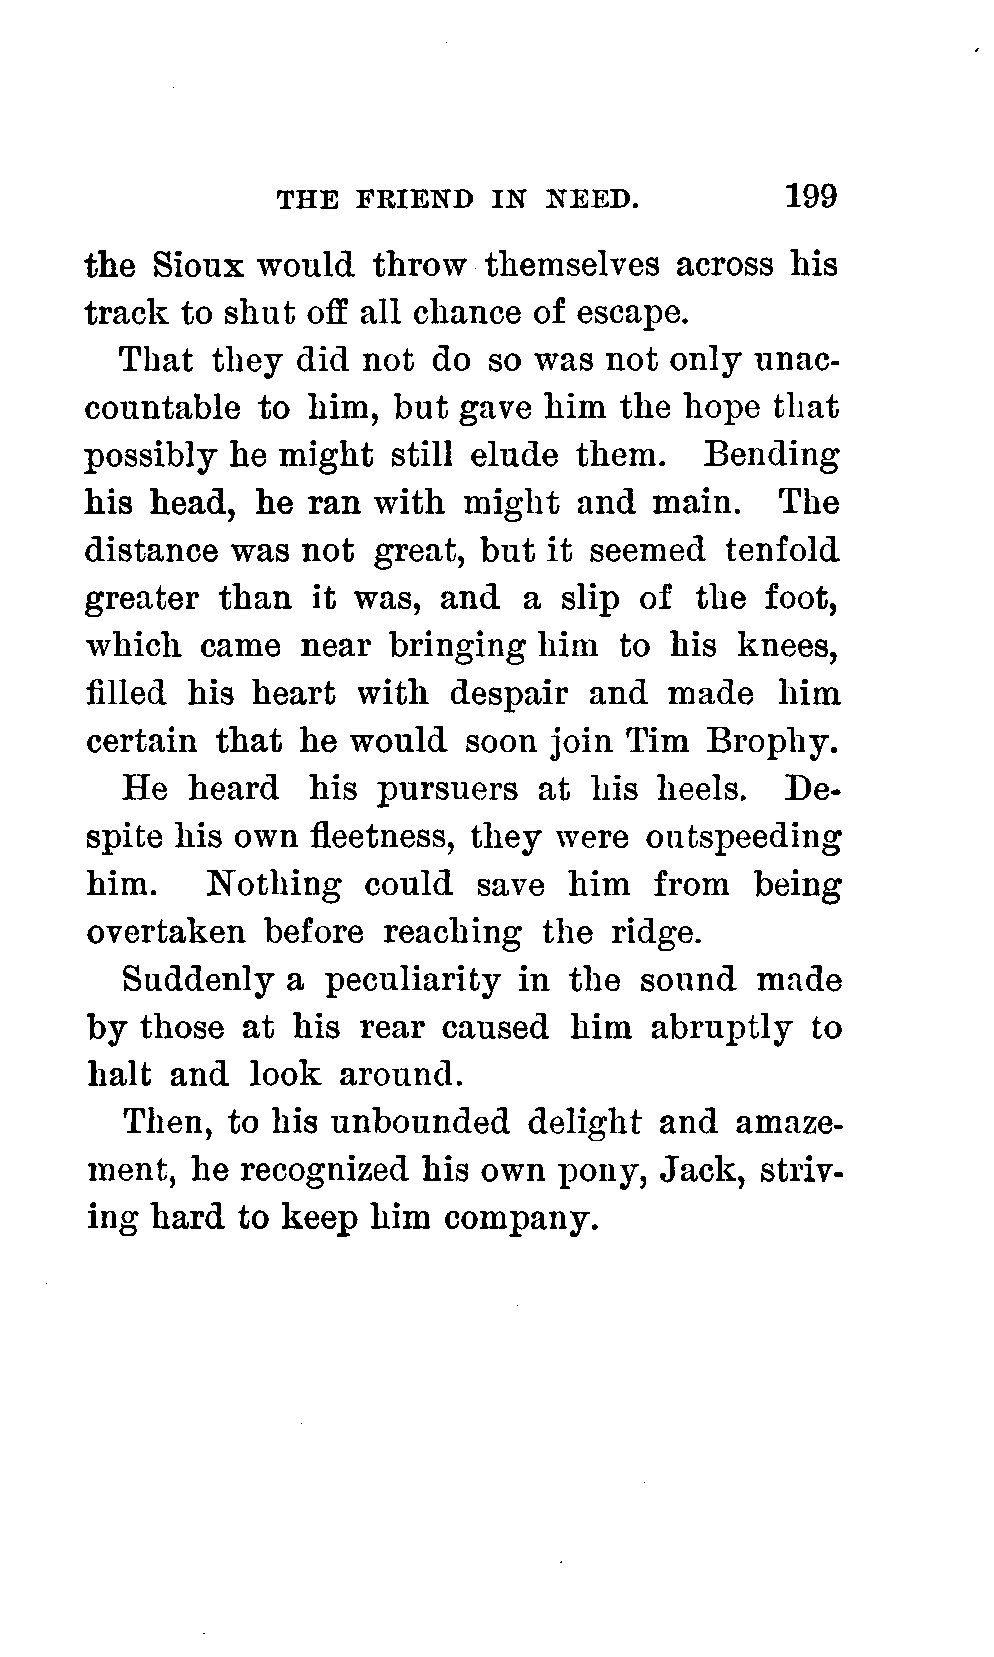 THE FRIEND IN NEED. 199
the Sioux would throw themselves across his
track to shut off all chance of escape.
That they did not do so was not only unac-
countable to him, but gave him the hope that
possibly he might still elude them. Bending
his head, he ran with might and main. The
distance was not great, but it seemed tenfold
greater than it was, and a slip of the foot,
which came near bringing him to his knees,
filled his heart with despair and made him
certain that he would soon join Tim Brophy.
He heard his pursuers at his heels. De-
spite his own fleetness, they were outspeeding
him. Nothing could save him from being
overtaken before reaching the ridge.
Suddenly a peculiarity in the sound made
by those at his rear caused him abruptly to
halt and look around.
Then, to his unbounded delight and amaze-
ment, he recognized his own pony, Jack, striv-
ing hard to keep him company.